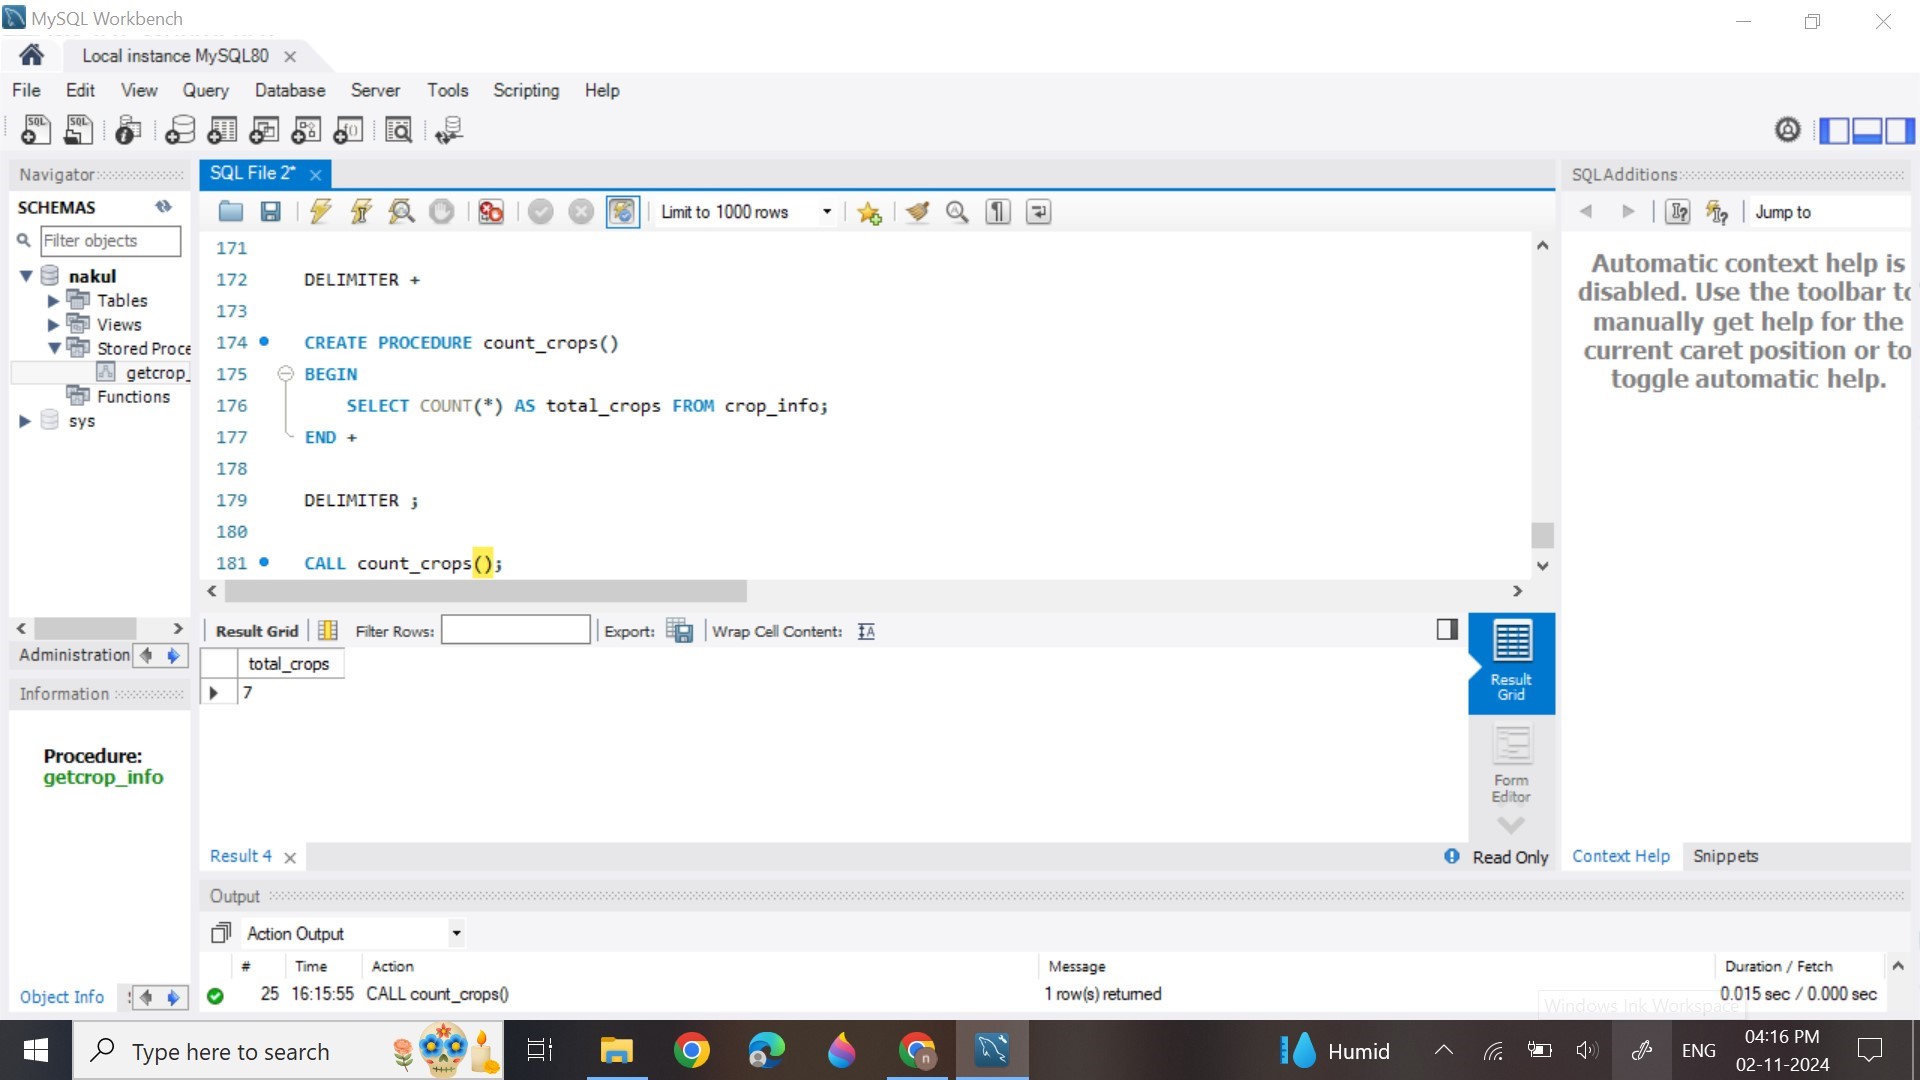 MySQL Workbench
Local instance MySQL80
File Edit View Query Database Server Tools Scripting Help
Navigator
SQL File 2*
SQLAdditions
SCHEMAS
Limit to 1000 rows
Jump to
Filter objects
nakul
Tables
Views
Stored Proce
getcrop_
Functions
sys
171
172 DELIMITER +
173
174 CREATE PROCEDURE count_crops()
175 BEGIN
176 SELECT COUNT(*) AS total_crops FROM crop_info;
177 END +
178
179 DELIMITER ;
180
181 CALL count_crops();
Automatic context help is
disabled. Use the toolbar to
manually get help for the
current caret position or to
toggle automatic help.
Administration
Information
Procedure:
getcrop_info
Result Grid Filter Rows: Export: Wrap Cell Content:
total_crops
7
Result
Grid
Form
Editor
Result 4
Read Only
Context Help Snippets
Output
Action Output
# Time Action Message Duration / Fetch
25 16:15:55 CALL count_crops() 1 row(s) returned 0.015 sec / 0.000 sec
Object Info
Windows Ink Workspace
Type here to search
Humid
ENG
04:16 PM
02-11-2024